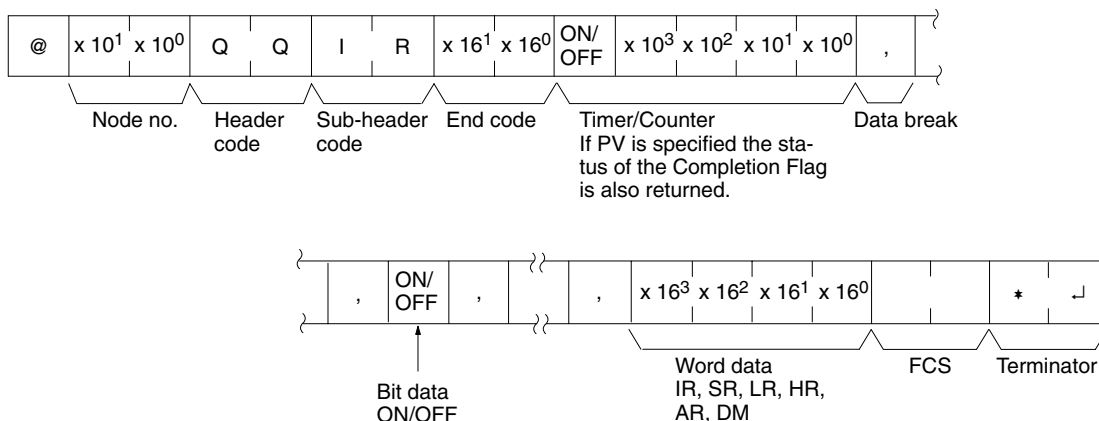 @ x 10¹ x 10⁰ Q Q I R x 16¹ x 16⁰ ON/OFF x 10³ x 10² x 10¹ x 10⁰ ,
Node no.
Header code
Sub-header code
End code
Timer/Counter
If PV is specified the sta-
tus of the Completion Flag
is also returned.
Data break
, ON/OFF , , x 16³ x 16² x 16¹ x 16⁰ * ↵
Bit data
ON/OFF
Word data
IR, SR, LR, HR,
AR, DM
FCS
Terminator